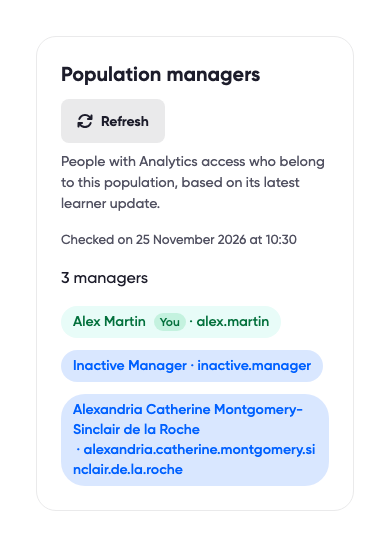 Population managers
Refresh
People with Analytics access who belong
to this population, based on its latest
learner update.
Checked on 25 November 2026 at 10:30
3 managers
Alex Martin You · alex.martin
Inactive Manager · inactive.manager
Alexandria Catherine Montgomery-
Sinclair de la Roche
· alexandria.catherine.montgomery.si
nclair.de.la.roche